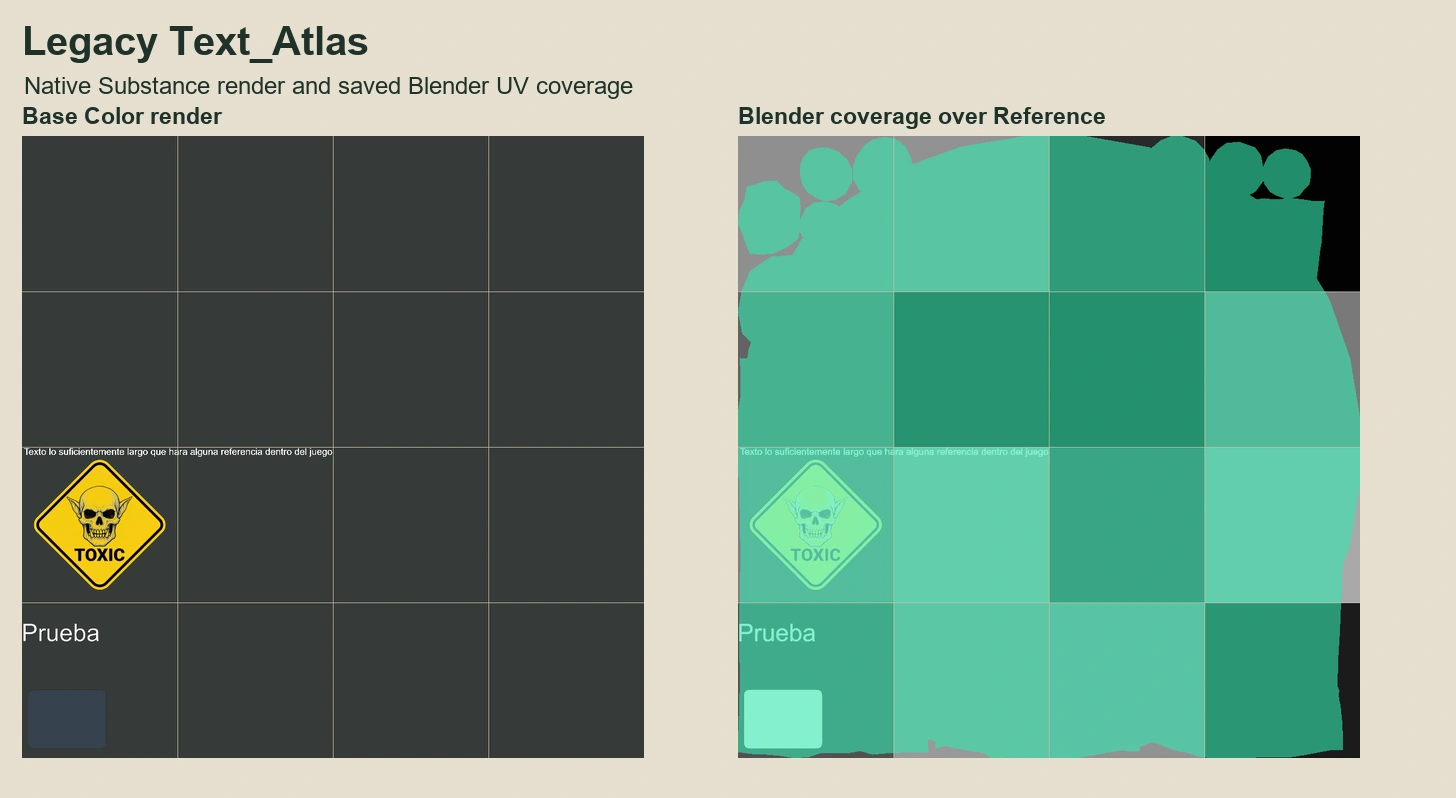 Legacy Text_Atlas
Native Substance render and saved Blender UV coverage
Base Color render
Blender coverage over Reference
Texto lo suficientemente largo que hara alguna referencia dentro del juego
TOXIC
Prueba
Texto lo suficientemente largo que hara alguna referencia dentro del juego
TOXIC
Prueba